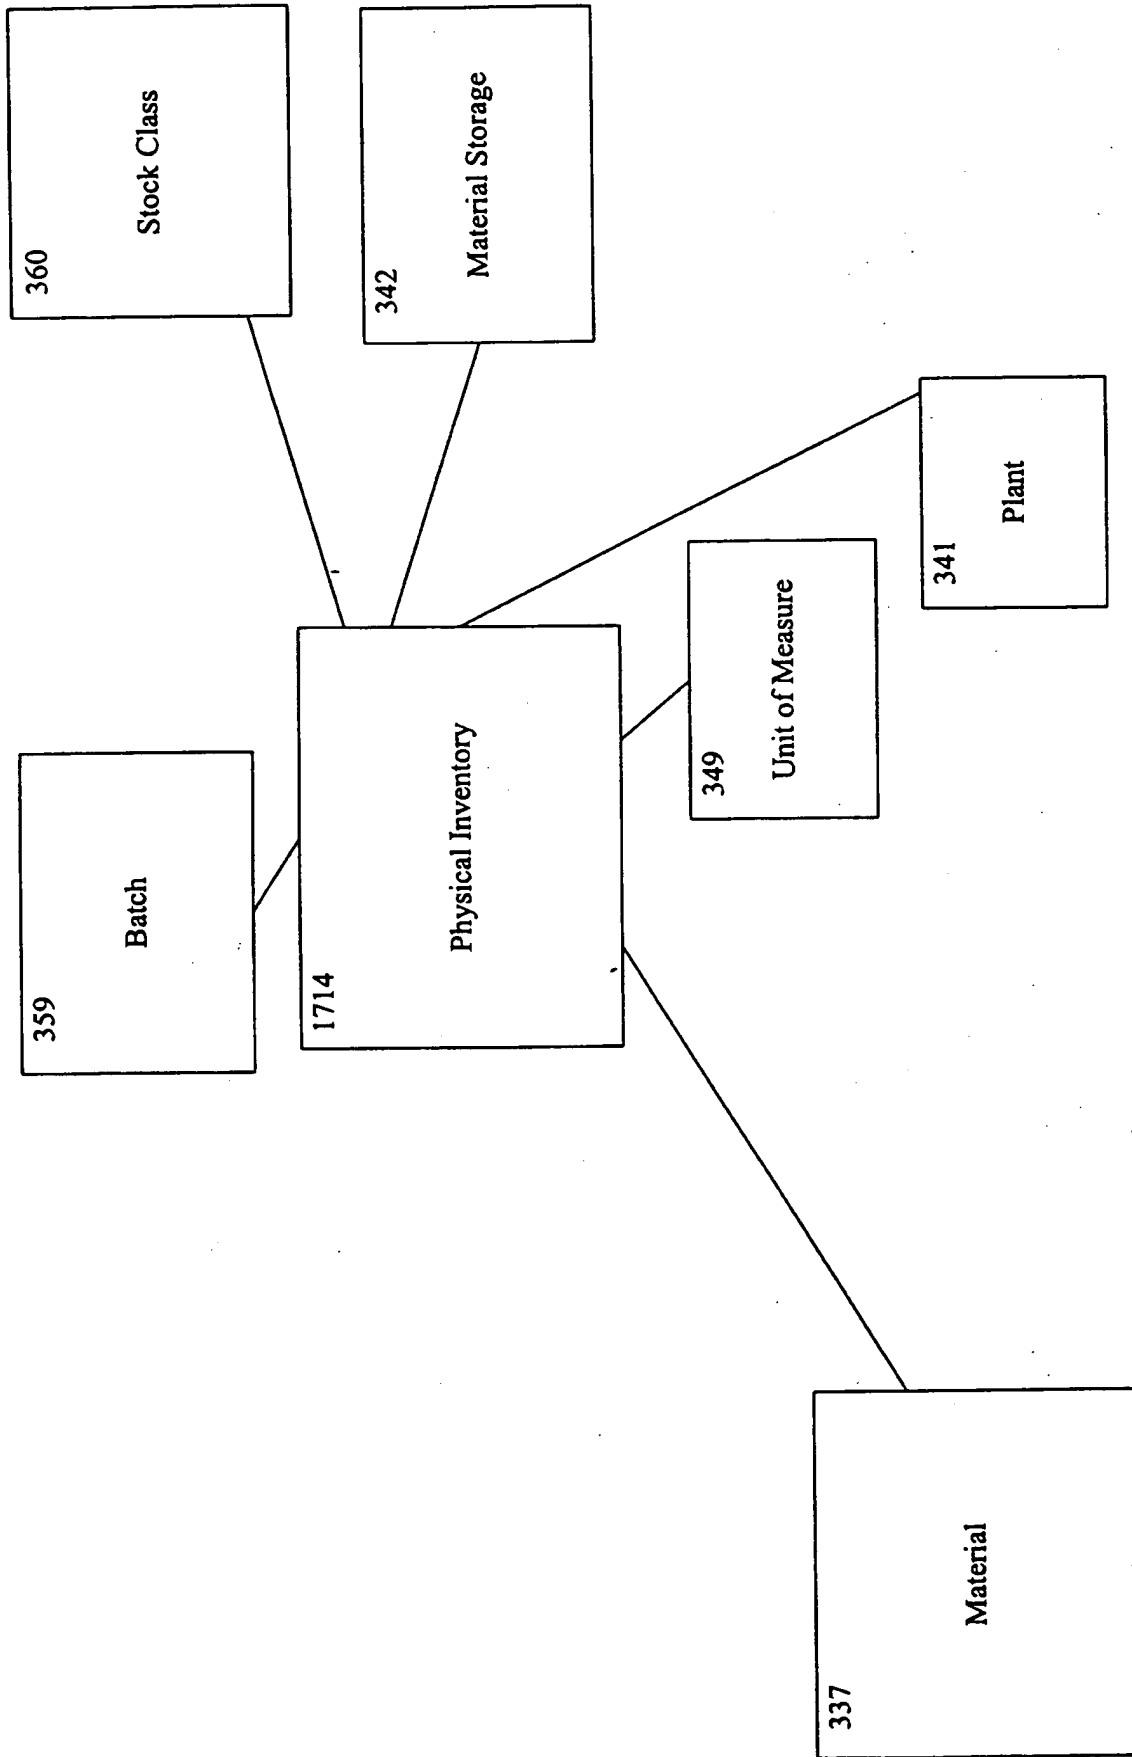 359
Batch
360
Stock Class
1714
Physical Inventory
342
Material Storage
349
Unit of Measure
337
Material
341
Plant